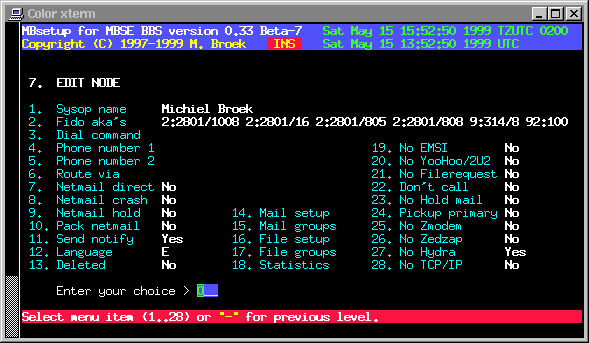 Color xterm
MBsetup for MBSE BBS version 0.33 Beta-7 Sat May 15 15:52:50 1999 TZUTC 0200
Copyright (C) 1997-1999 M. Broek INS Sat May 15 13:52:50 1999 UTC
7. EDIT NODE
1. Sysop name Michiel Broek
2. Fido aka's 2:2801/1008 2:2801/16 2:2801/805 2:2801/808 9:314/8 92:100
3. Dial command
4. Phone number 1 19. No EMSI No
5. Phone number 2 20. No YooHoo/2U2 No
6. Route via 21. No Filerequest No
7. Netmail direct No 22. Don't call No
8. Netmail crash No 23. No Hold mail No
9. Netmail hold No 14. Mail setup 24. Pickup primary No
10. Pack netmail No 15. Mail groups 25. No Zmodem No
11. Send notify Yes 16. File setup 26. No Zedzap No
12. Language E 17. File groups 27. No Hydra Yes
13. Deleted No 18. Statistics 28. No TCP/IP No
Enter your choice > 0__
Select menu item (1..28) or "-" for previous level.